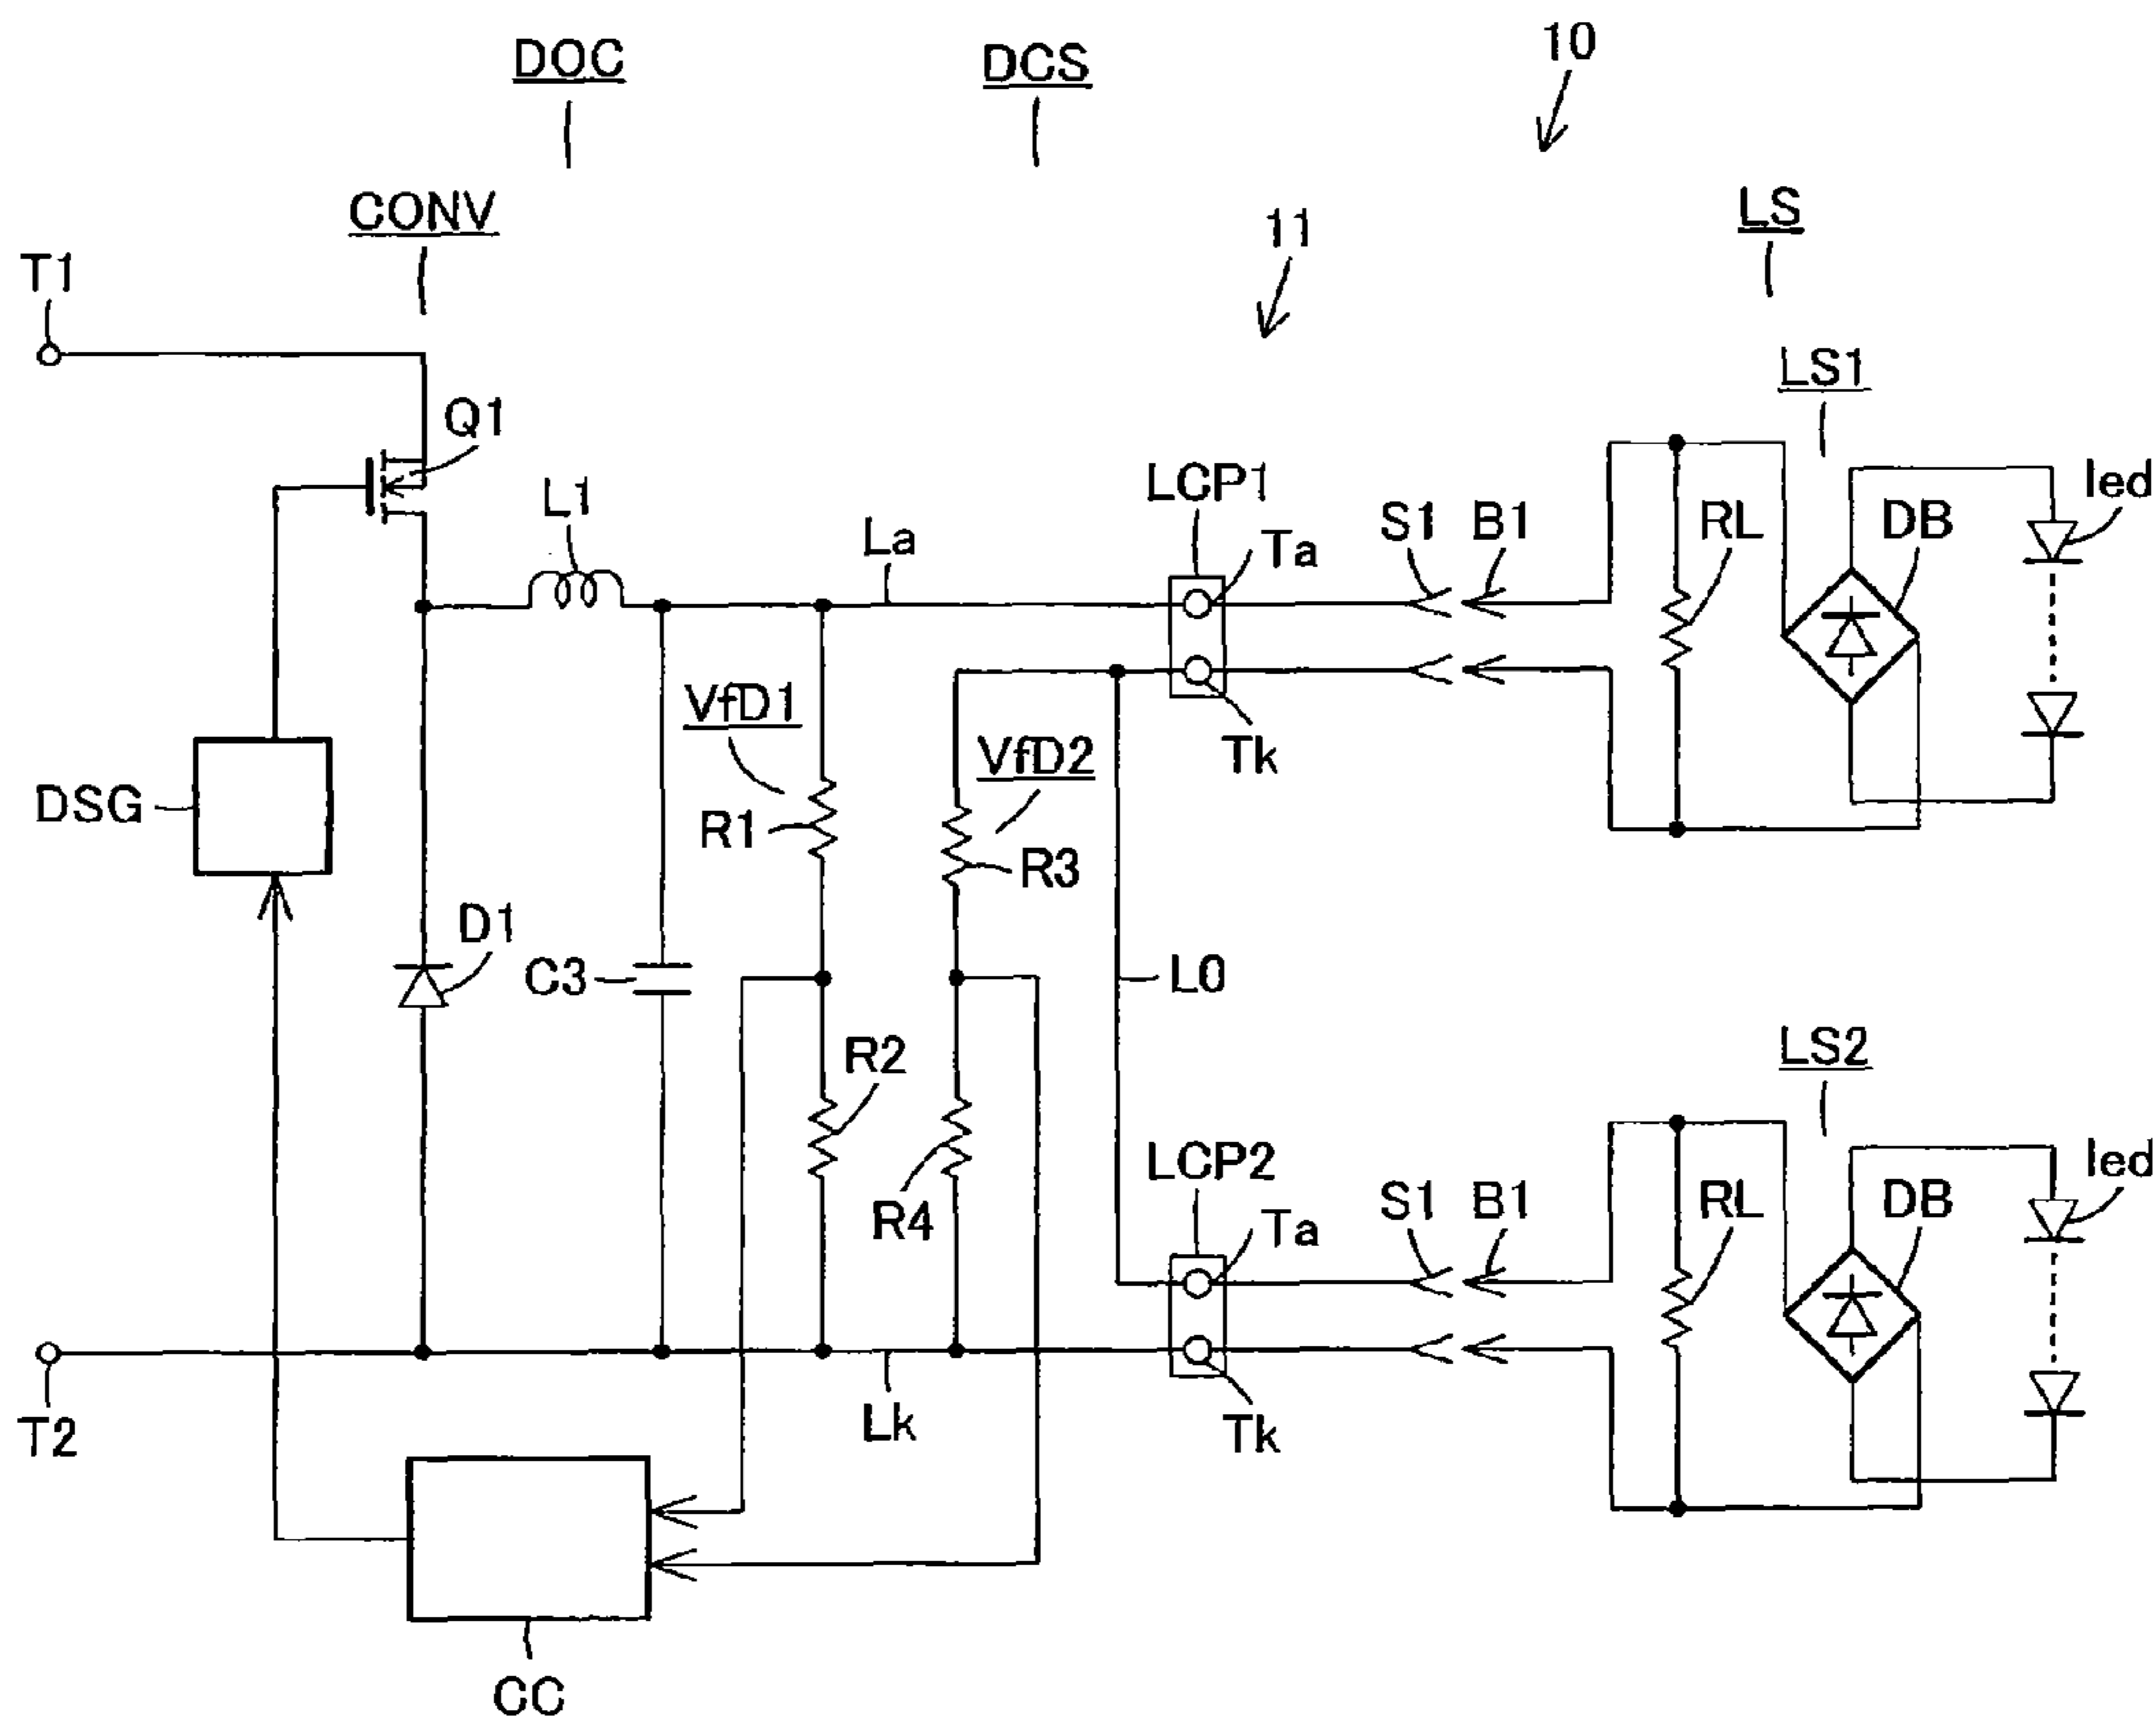 DOC
DCS
10
CONV
11
LS
T1
LS1
Q1
LCP1
L1
La
Ta
S1
B1
RL
DB
led
VfD1
Tk
VfD2
DSG
R1
R3
D1
C3
L0
R2
LS2
LCP2
led
R4
Ta
S1
B1
RL
DB
T2
Lk
Tk
CC